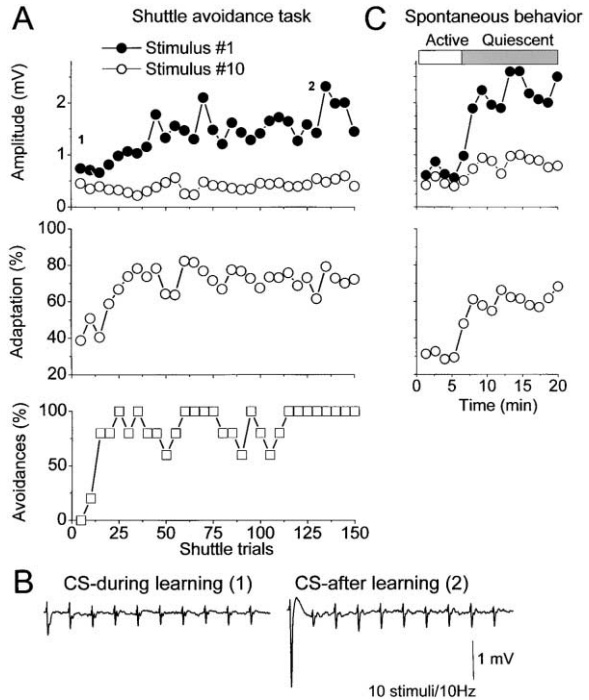 A
Shuttle avoidance task
Stimulus #1
Stimulus #10
Amplitude (mV)
2
1
0
1
2
Adaptation (%)
100
80
60
40
20
Avoidances (%)
100
50
0
0 25 50 75 100 125 150
Shuttle trials
C
Spontaneous behavior
Active Quiescent
0 5 10 15 20
Time (min)
B
CS-during learning (1)
CS-after learning (2)
1 mV
10 stimuli/10Hz